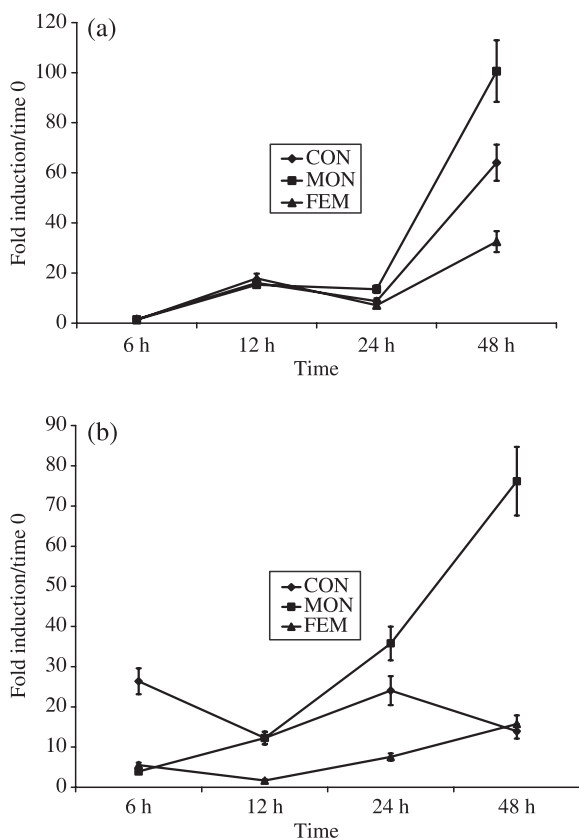 (a)
Fold induction/time 0
120
100
80
60
40
20
0
CON
MON
FEM
6 h 12 h 24 h 48 h
Time
(b)
Fold induction/time 0
90
80
70
60
50
40
30
20
10
0
CON
MON
FEM
6 h 12 h 24 h 48 h
Time